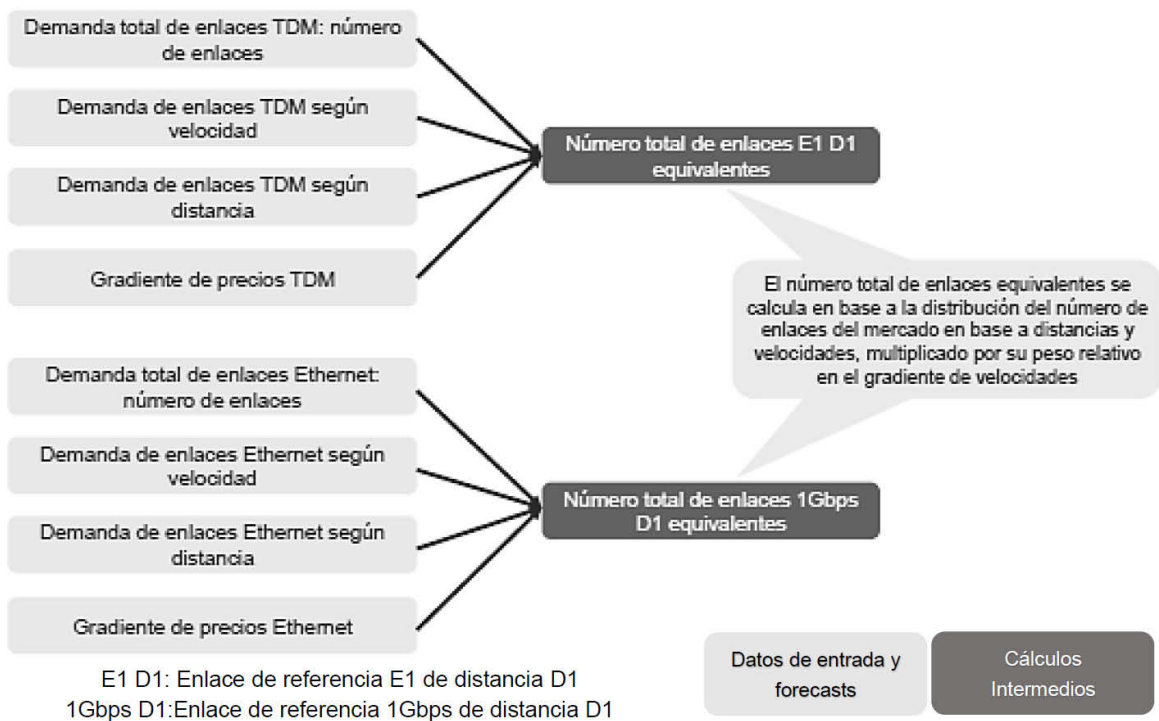 Demanda total de enlaces TDM: número
de enlaces
Demanda de enlaces TDM según
velocidad
Demanda de enlaces TDM según
distancia
Gradiente de precios TDM
Número total de enlaces E1 D1
equivalentes
El número total de enlaces equivalentes se
calcula en base a la distribución del número de
enlaces del mercado en base a distancias y
velocidades, multiplicado por su peso relativo
en el gradiente de velocidades
Demanda total de enlaces Ethernet:
número de enlaces
Demanda de enlaces Ethernet según
velocidad
Demanda de enlaces Ethernet según
distancia
Gradiente de precios Ethernet
Número total de enlaces 1Gbps
D1 equivalentes
E1 D1: Enlace de referencia E1 de distancia D1
1Gbps D1:Enlace de referencia 1Gbps de distancia D1
Datos de entrada y
forecasts
Cálculos
Intermedios